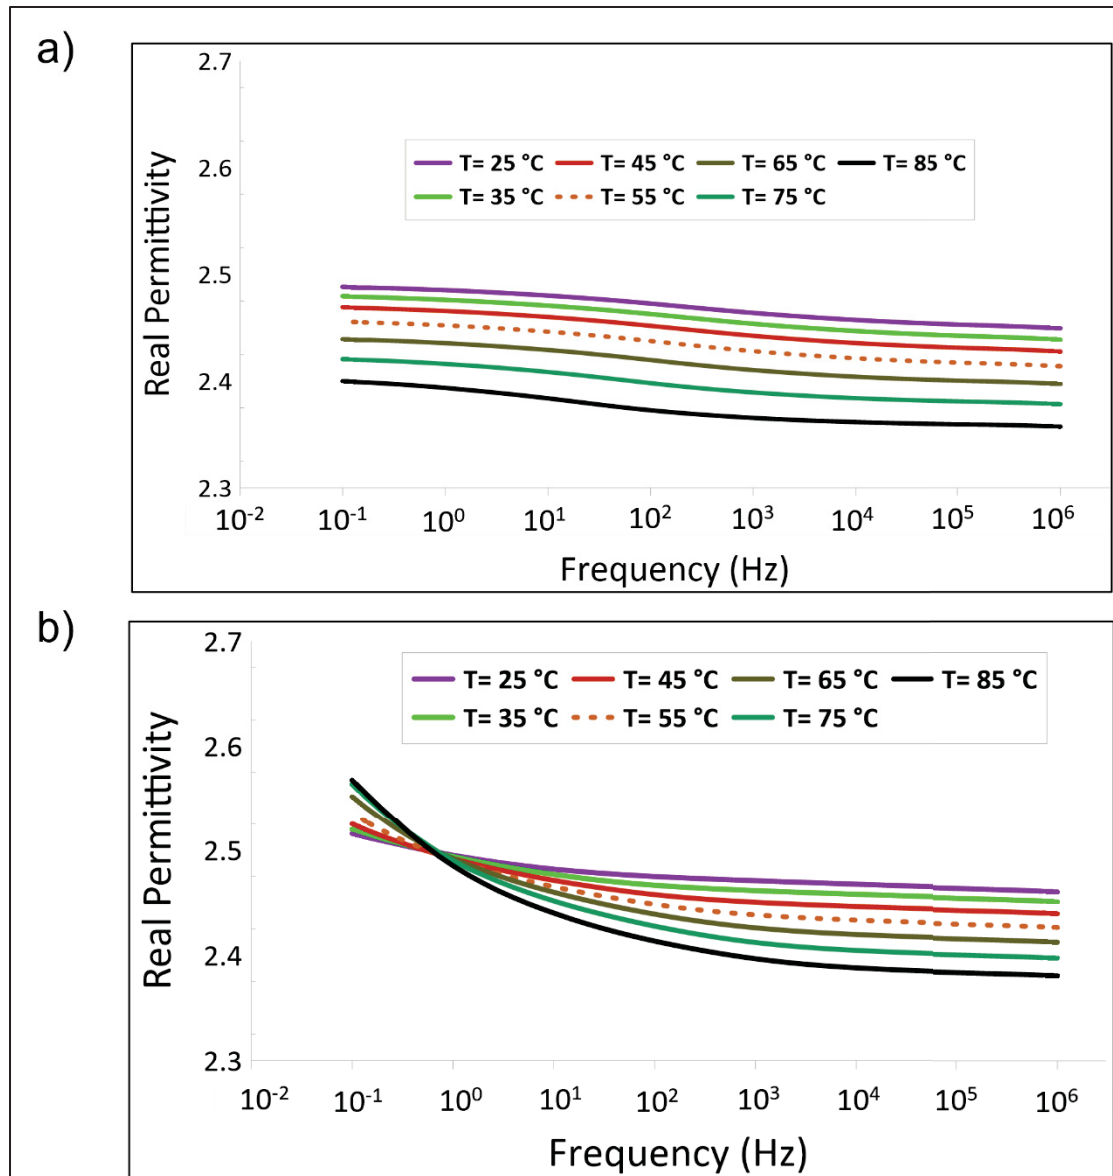 a)
2.7
2.6
2.5
2.4
2.3
Real Permittivity
T= 25 °C T= 45 °C T= 65 °C T= 85 °C
T= 35 °C T= 55 °C T= 75 °C
10⁻² 10⁻¹ 10⁰ 10¹ 10² 10³ 10⁴ 10⁵ 10⁶
Frequency (Hz)
b)
2.7
2.6
2.5
2.4
2.3
Real Permittivity
T= 25 °C T= 45 °C T= 65 °C T= 85 °C
T= 35 °C T= 55 °C T= 75 °C
10⁻² 10⁻¹ 10⁰ 10¹ 10² 10³ 10⁴ 10⁵ 10⁶
Frequency (Hz)